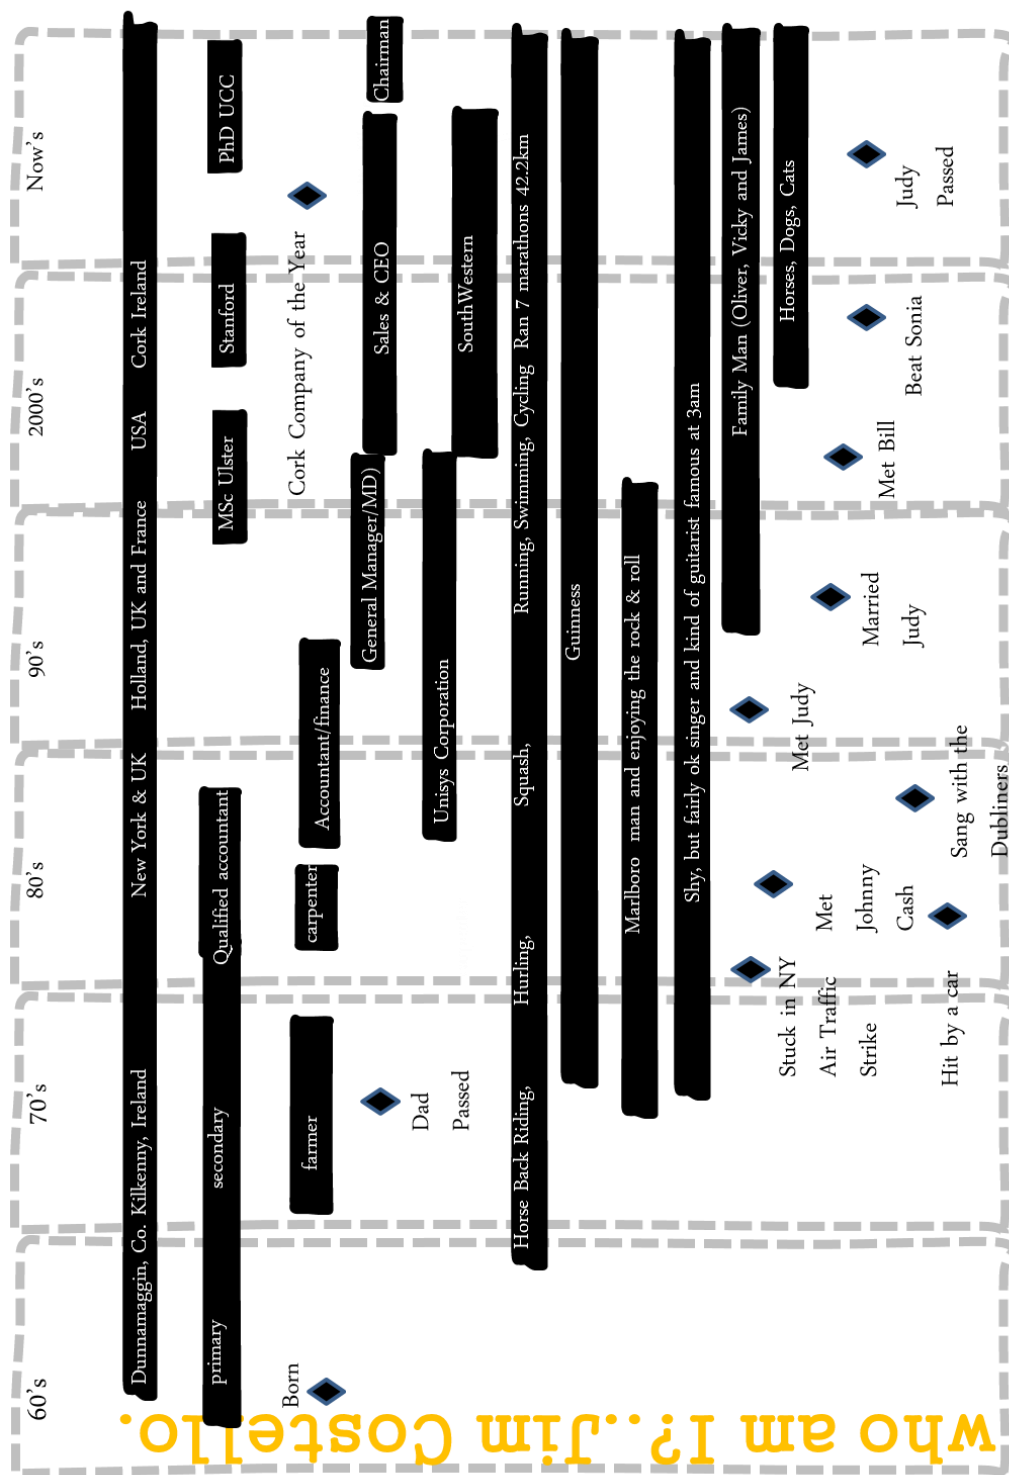 who am I?..Jim Costello.
60's
70's
80's
90's
2000's
Now's
Dunnamaggin, Co. Kilkenny, Ireland
New York & UK
Holland, UK and France
USA
Cork Ireland
primary
secondary
Qualified accountant
MSc Ulster
Stanford
PhD UCC
Born
farmer
carpenter
Accountant/finance
Cork Company of the Year
Dad
Passed
General Manager/MD)
Sales & CEO
Chairman
Unisys Corporation
SouthWestern
Horse Back Riding,
Hurling,
Squash,
Running, Swimming, Cycling
Ran 7 marathons 42.2km
Guinness
Marlboro man and enjoying the rock & roll
Shy, but fairly ok singer and kind of guitarist famous at 3am
Family Man (Oliver, Vicky and James)
Horses, Dogs, Cats
Stuck in NY
Air Traffic
Strike
Hit by a car
Met
Johnny
Cash
Sang with the
Dubliners
Met Judy
Married
Judy
Met Bill
Beat Sonia
Judy
Passed